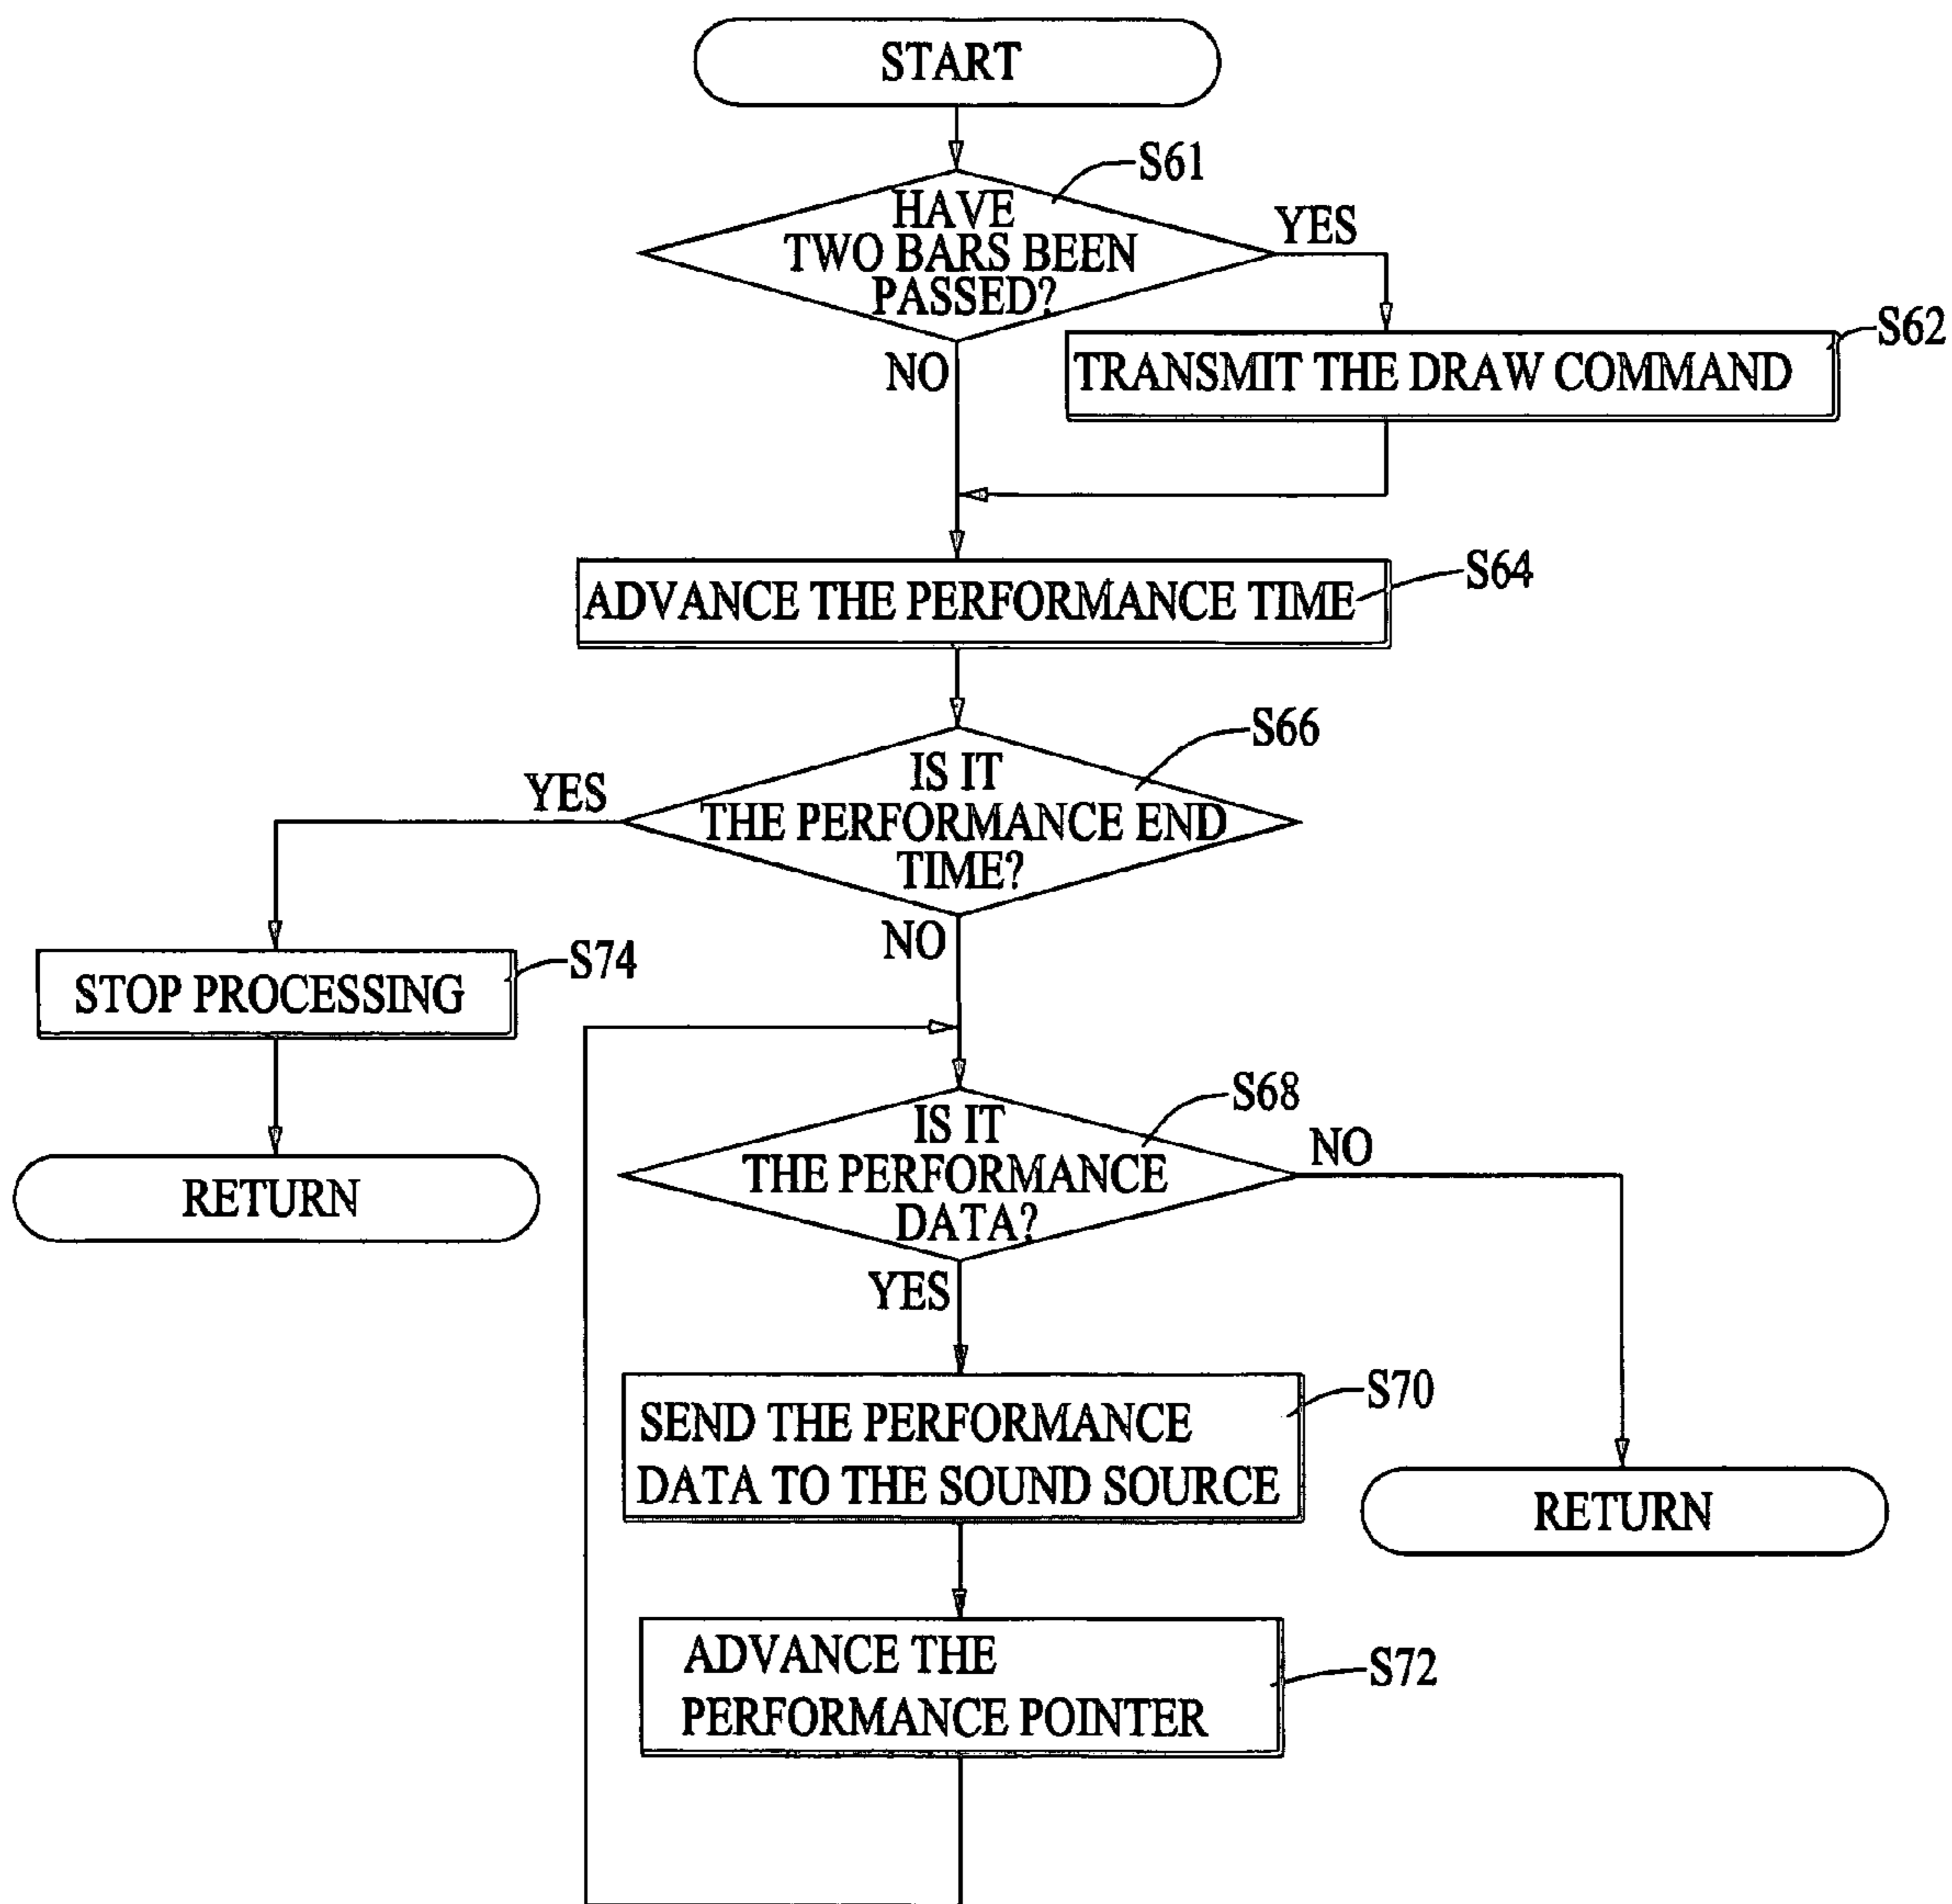 START
S61
HAVE
TWO BARS BEEN
PASSED?
YES
NO
S62
TRANSMIT THE DRAW COMMAND
S64
ADVANCE THE PERFORMANCE TIME
S66
IS IT
THE PERFORMANCE END
TIME?
YES
NO
S74
STOP PROCESSING
RETURN
S68
IS IT
THE PERFORMANCE
DATA?
NO
YES
S70
SEND THE PERFORMANCE
DATA TO THE SOUND SOURCE
RETURN
S72
ADVANCE THE
PERFORMANCE POINTER